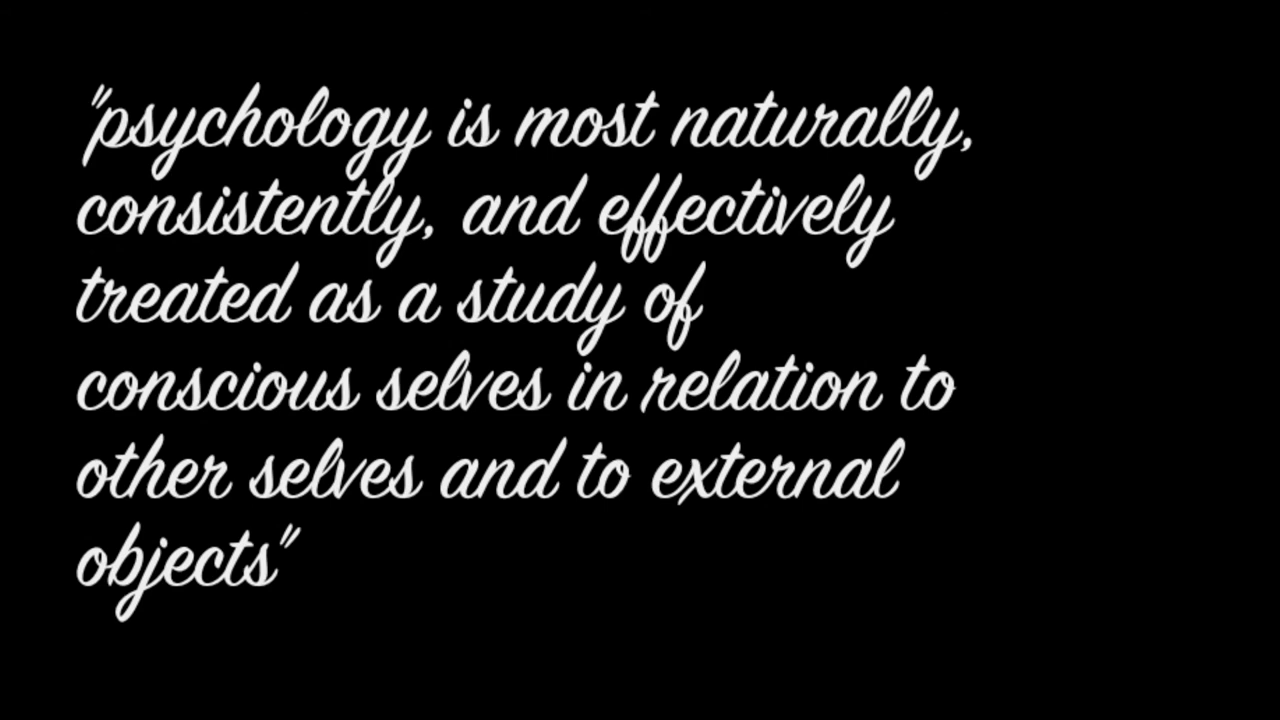 "psychology is most naturally,
consistently, and effectively
treated as a study of
conscious selves in relation to
other selves and to external
objects"